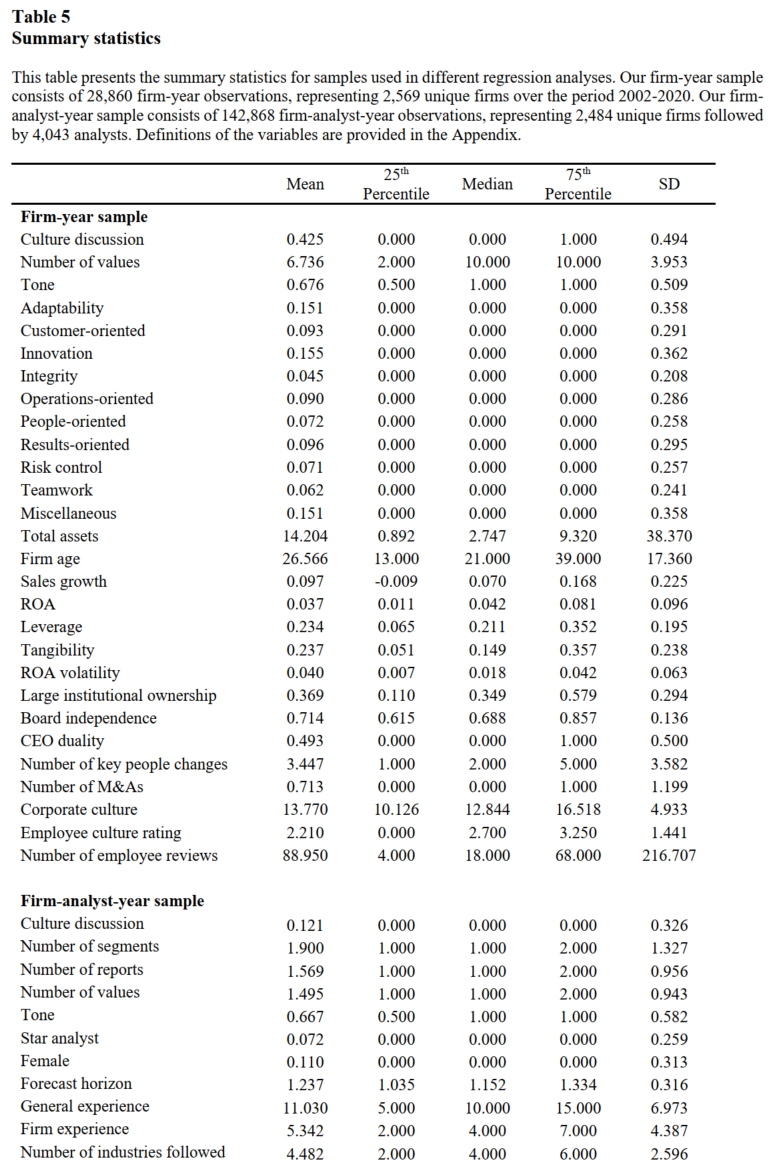 Table 5
Summary statistics
This table presents the summary statistics for samples used in different regression analyses. Our firm-year sample
consists of 28,860 firm-year observations, representing 2,569 unique firms over the period 2002-2020. Our firm-
analyst-year sample consists of 142,868 firm-analyst-year observations, representing 2,484 unique firms followed
by 4,043 analysts. Definitions of the variables are provided in the Appendix.
Mean 25th Percentile Median 75th Percentile SD
Firm-year sample
Culture discussion 0.425 0.000 0.000 1.000 0.494
Number of values 6.736 2.000 10.000 10.000 3.953
Tone 0.676 0.500 1.000 1.000 0.509
Adaptability 0.151 0.000 0.000 0.000 0.358
Customer-oriented 0.093 0.000 0.000 0.000 0.291
Innovation 0.155 0.000 0.000 0.000 0.362
Integrity 0.045 0.000 0.000 0.000 0.208
Operations-oriented 0.090 0.000 0.000 0.000 0.286
People-oriented 0.072 0.000 0.000 0.000 0.258
Results-oriented 0.096 0.000 0.000 0.000 0.295
Risk control 0.071 0.000 0.000 0.000 0.257
Teamwork 0.062 0.000 0.000 0.000 0.241
Miscellaneous 0.151 0.000 0.000 0.000 0.358
Total assets 14.204 0.892 2.747 9.320 38.370
Firm age 26.566 13.000 21.000 39.000 17.360
Sales growth 0.097 -0.009 0.070 0.168 0.225
ROA 0.037 0.011 0.042 0.081 0.096
Leverage 0.234 0.065 0.211 0.352 0.195
Tangibility 0.237 0.051 0.149 0.357 0.238
ROA volatility 0.040 0.007 0.018 0.042 0.063
Large institutional ownership 0.369 0.110 0.349 0.579 0.294
Board independence 0.714 0.615 0.688 0.857 0.136
CEO duality 0.493 0.000 0.000 1.000 0.500
Number of key people changes 3.447 1.000 2.000 5.000 3.582
Number of M&As 0.713 0.000 0.000 1.000 1.199
Corporate culture 13.770 10.126 12.844 16.518 4.933
Employee culture rating 2.210 0.000 2.700 3.250 1.441
Number of employee reviews 88.950 4.000 18.000 68.000 216.707
Firm-analyst-year sample
Culture discussion 0.121 0.000 0.000 0.000 0.326
Number of segments 1.900 1.000 1.000 2.000 1.327
Number of reports 1.569 1.000 1.000 2.000 0.956
Number of values 1.495 1.000 1.000 2.000 0.943
Tone 0.667 0.500 1.000 1.000 0.582
Star analyst 0.072 0.000 0.000 0.000 0.259
Female 0.110 0.000 0.000 0.000 0.313
Forecast horizon 1.237 1.035 1.152 1.334 0.316
General experience 11.030 5.000 10.000 15.000 6.973
Firm experience 5.342 2.000 4.000 7.000 4.387
Number of industries followed 4.482 2.000 4.000 6.000 2.596